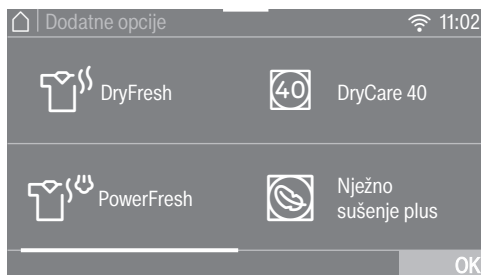 Dodatne opcije 11:02
DryFresh
40 DryCare 40
PowerFresh
Nježno
sušenje plus
OK